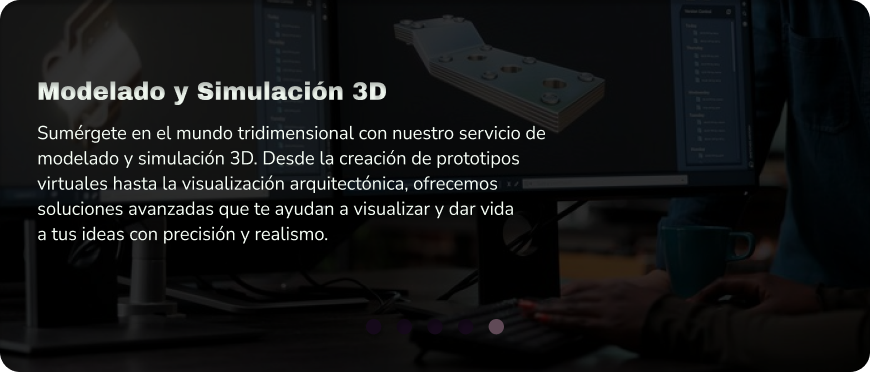 Modelado y Simulación 3D
Sumérgete en el mundo tridimensional con nuestro servicio de
modelado y simulación 3D. Desde la creación de prototipos
virtuales hasta la visualización arquitectónica, ofrecemos
soluciones avanzadas que te ayudan a visualizar y dar vida
a tus ideas con precisión y realismo.